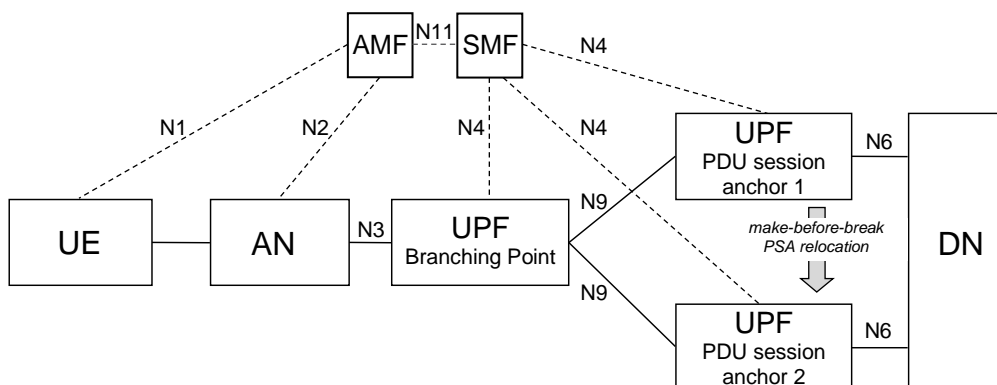 N11
AMF
SMF
N4
N1
N2
N4
N4
UPF
PDU session
anchor 1
N6
N9
UE
AN
N3
UPF
Branching Point
make-before-break
PSA relocation
DN
N9
UPF
PDU session
anchor 2
N6